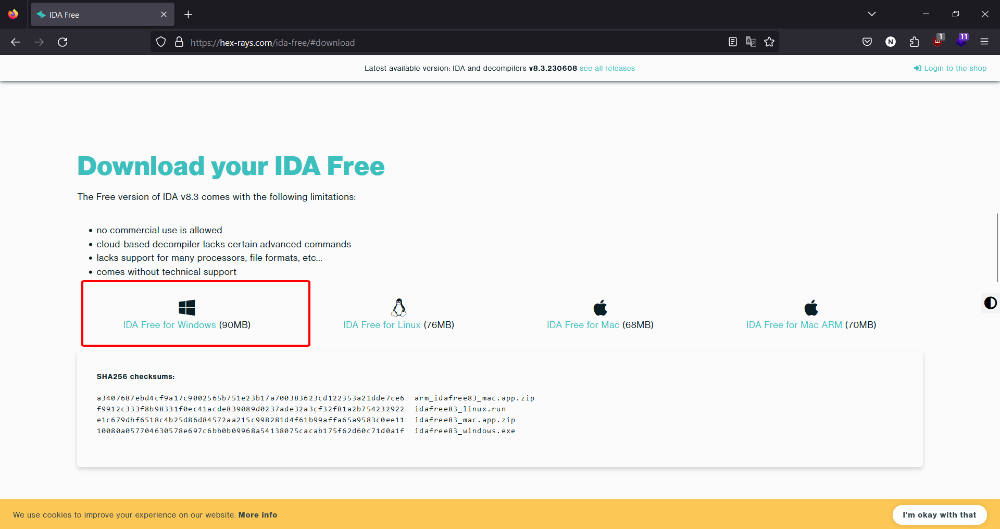 IDA Free
https://hex-rays.com/ida-free/#download
N
1
11
Latest available version: IDA and decompilers v8.3.230608 see all releases
Login to the shop
Download your IDA Free
The Free version of IDA v8.3 comes with the following limitations:
• no commercial use is allowed
• cloud-based decompiler lacks certain advanced commands
• lacks support for many processors, file formats, etc...
• comes without technical support
IDA Free for Windows (90MB)
IDA Free for Linux (76MB)
IDA Free for Mac (68MB)
IDA Free for Mac ARM (70MB)
SHA256 checksums:
a3407687ebd4cf9a17c9002565b751e23b17a700383623cd122353a21dde7ce6 arm_idafree83_mac.app.zip
f9912c333f8b98331f0ec41acde839089d0237ade32a3cf32f81a2b754232922 idafree83_linux.run
e1c679dbf6518c4b25d86d84572aa215c998281d4f61b99affa65a9583c0ee11 idafree83_mac.app.zip
10080a057704630578e697c6bb0b09968a54138075cacab175f62d60c71d0a1f idafree83_windows.exe
We use cookies to improve your experience on our website. More info
I'm okay with that